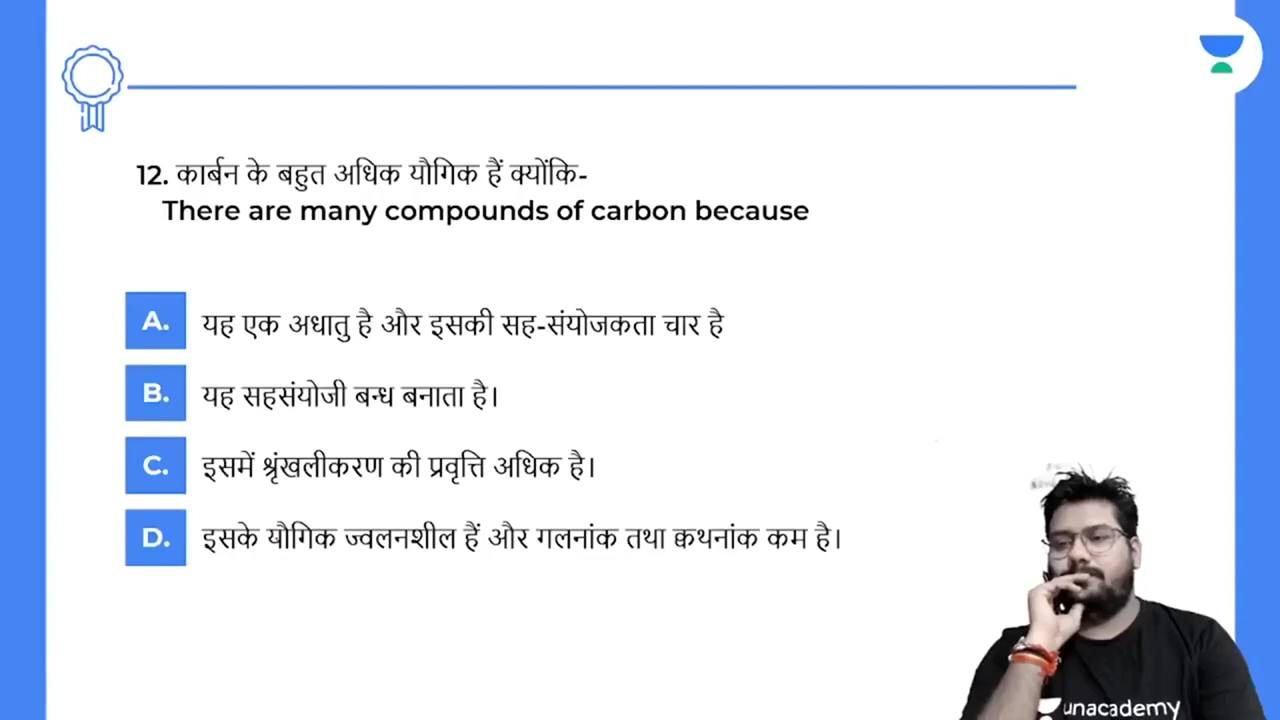 12. कार्बन के बहुत अधिक यौगिक हैं क्योंकि-
There are many compounds of carbon because
A. यह एक अधातु है और इसकी सह-संयोजकता चार है
B. यह सहसंयोजी बन्ध बनाता है।
C. इसमें श्रृंखलीकरण की प्रवृत्ति अधिक है।
D. इसके यौगिक ज्वलनशील हैं और गलनांक तथा क्वथनांक कम है।
unacademy